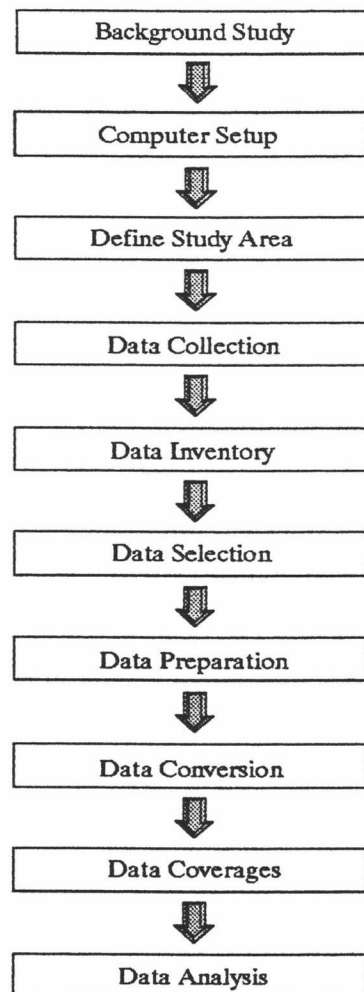 Background Study
Computer Setup
Define Study Area
Data Collection
Data Inventory
Data Selection
Data Preparation
Data Conversion
Data Coverages
Data Analysis